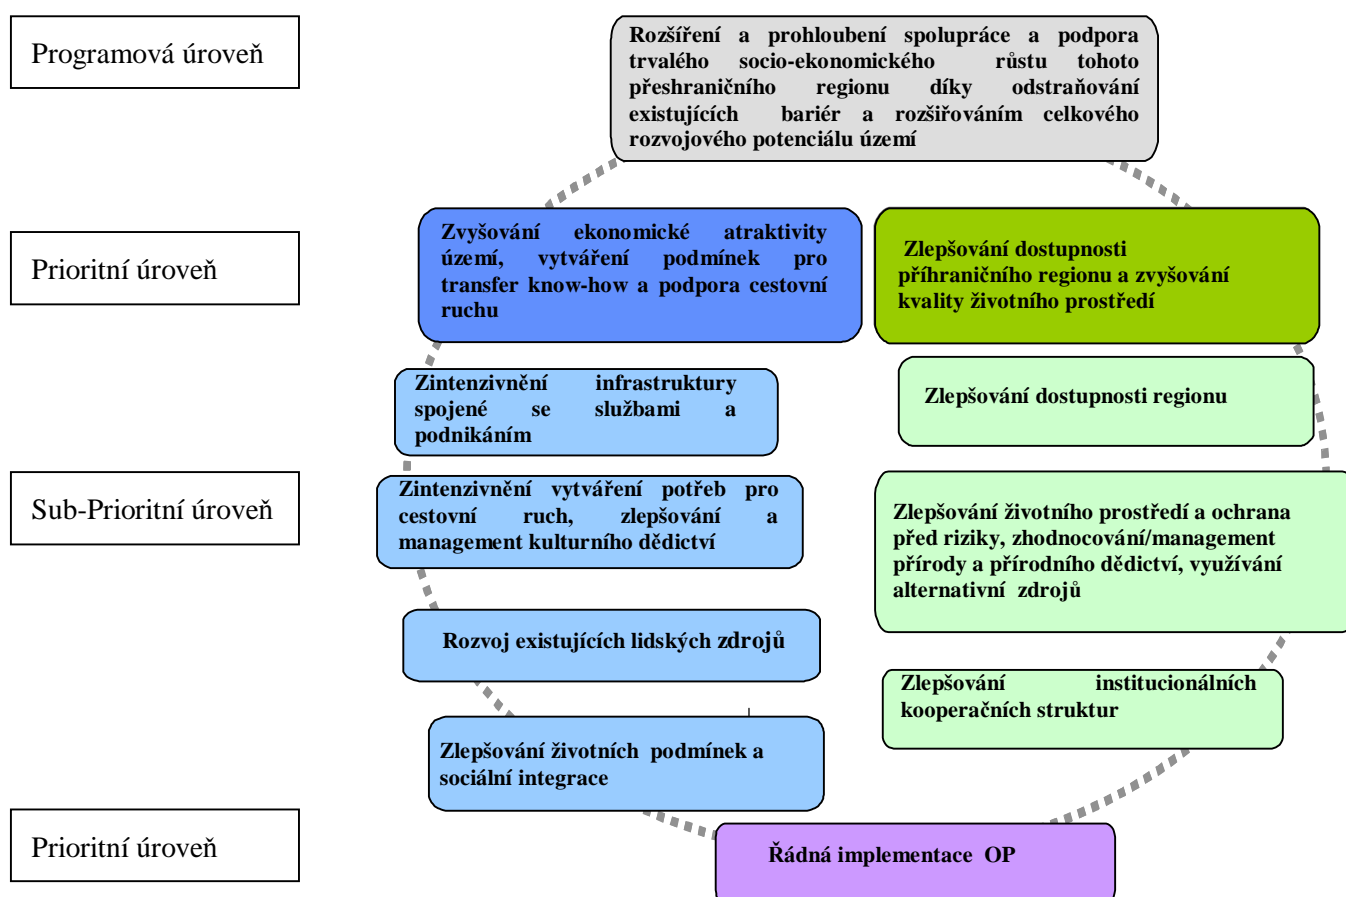 Programová úroveň
Rozšíření a prohloubení spolupráce a podpora
trvalého socio-ekonomického růstu tohoto
přeshraničního regionu díky odstraňování
existujících bariér a rozšiřováním celkového
rozvojového potenciálu území
Prioritní úroveň
Zvyšování ekonomické atraktivity
území, vytváření podmínek pro
transfer know-how a podpora cestovní
ruchu
Zlepšování dostupnosti
příhraničního regionu a zvyšování
kvality životního prostředí
Zintenzivnění infrastruktury
spojené se službami a
podnikáním
Zlepšování dostupnosti regionu
Sub-Prioritní úroveň
Zintenzivnění vytváření potřeb pro
cestovní ruch, zlepšování a
management kulturního dědictví
Zlepšování životního prostředí a ochrana
před riziky, zhodnocování/management
přírody a přírodního dědictví, využívání
alternativní zdrojů
Rozvoj existujících lidských zdrojů
Zlepšování institucionálních
kooperačních struktur
Zlepšování životních podmínek a
sociální integrace
Prioritní úroveň
Řádná implementace OP